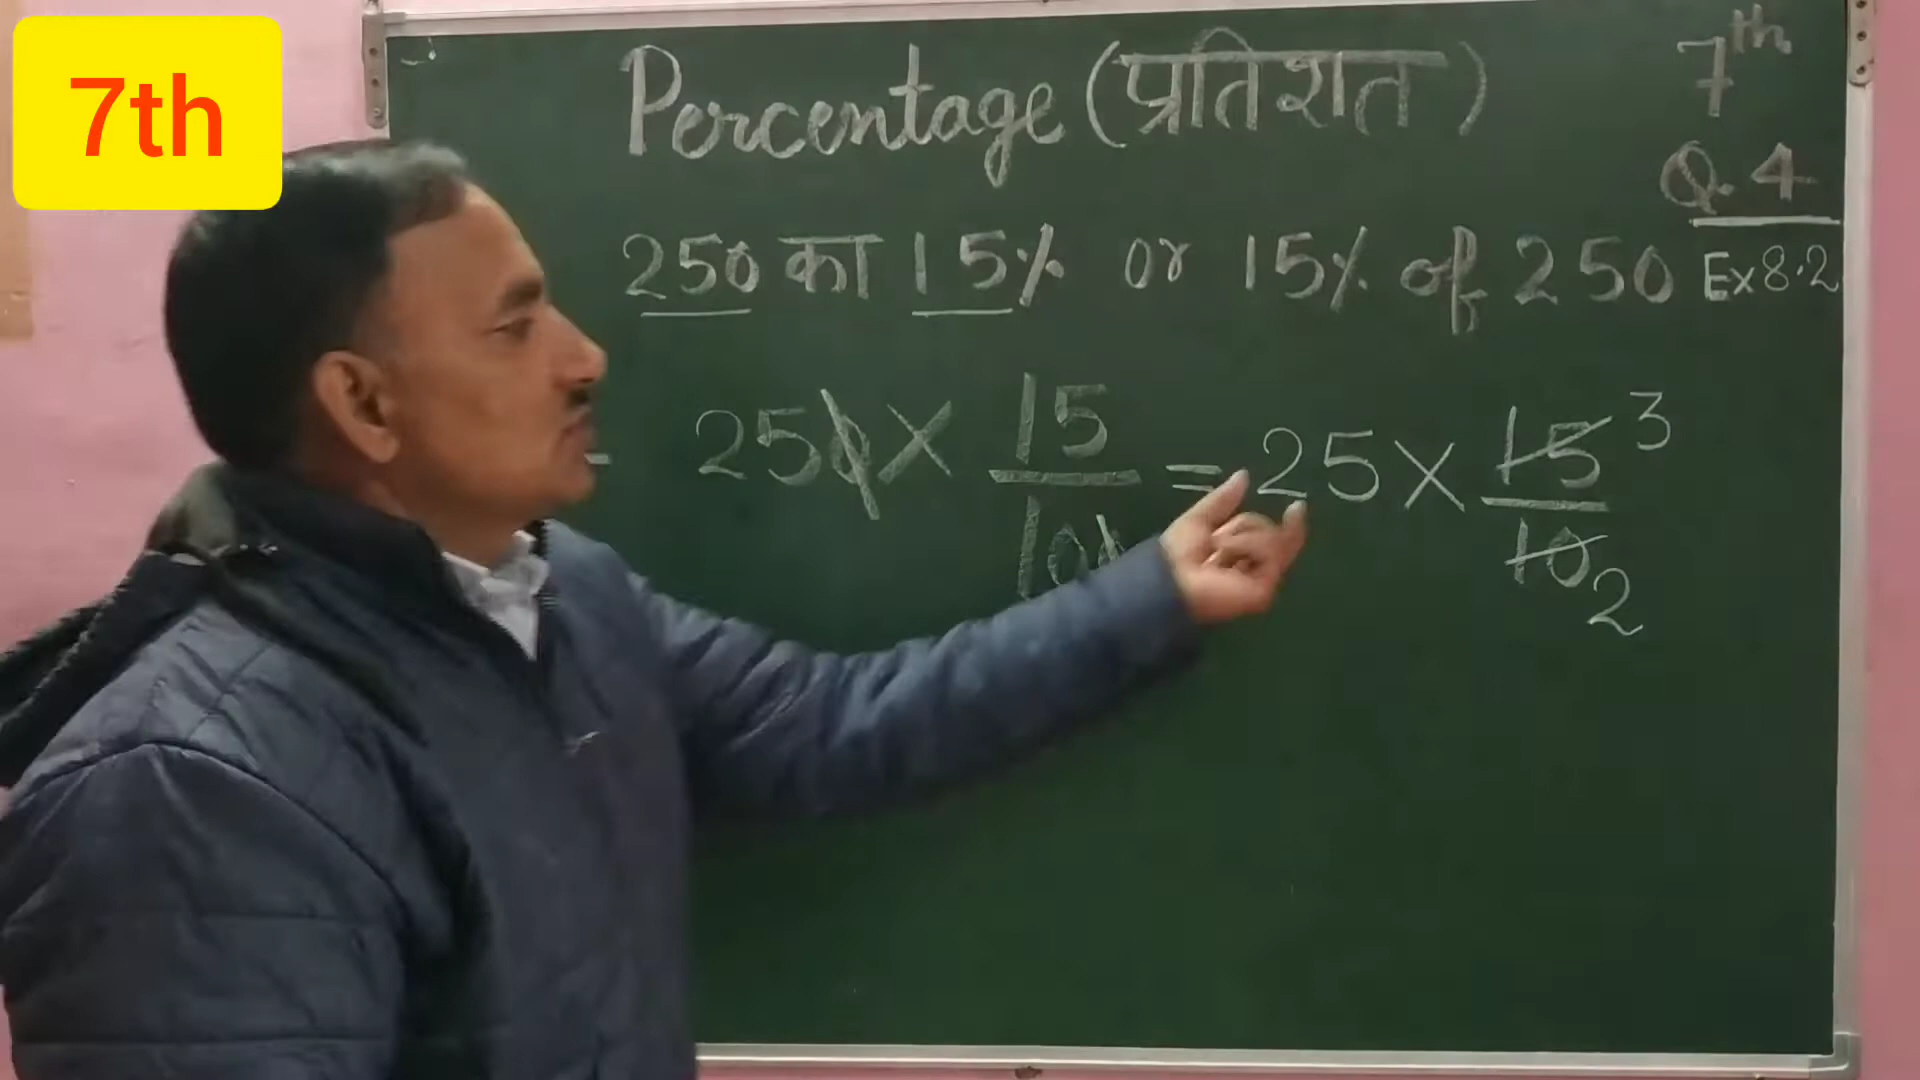 7th
Percentage (प्रतिशत)
7th
Q.4
Ex 8.2
250 का 15% or 15% of 250
250 × 15/100 = 25 × 15/10 3 2